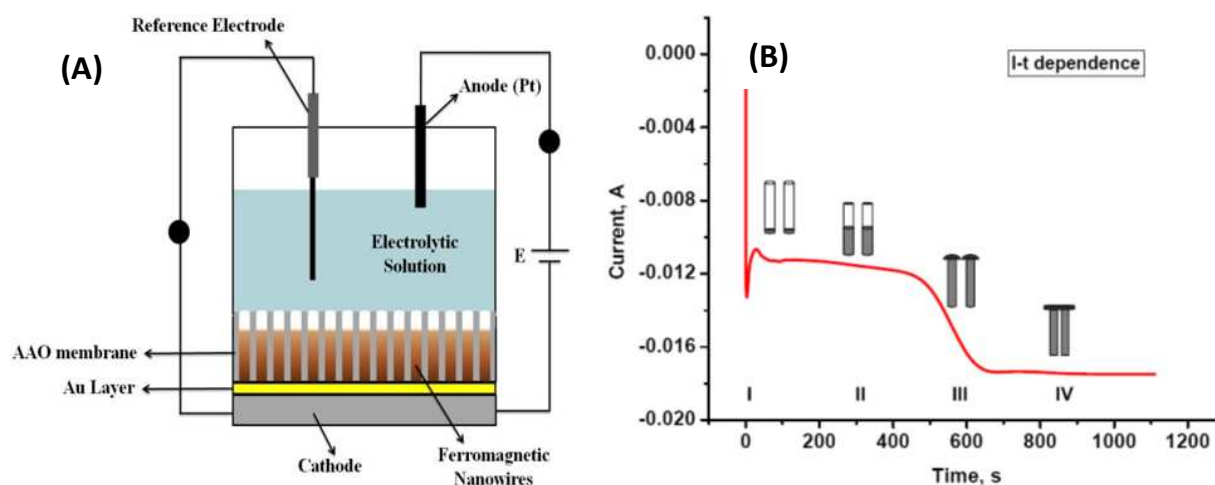 (A)
Reference Electrode
Anode (Pt)
Electrolytic
Solution
E
AAO membrane
Au Layer
Cathode
Ferromagnetic
Nanowires
(B)
I-t dependence
Current, A
0.000
-0.004
-0.008
-0.012
-0.016
-0.020
I
II
III
IV
0
200
400
600
800
1000
1200
Time, s